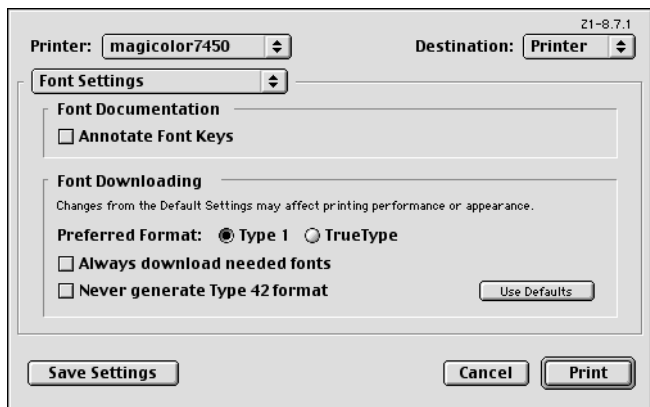 Z1-8.7.1
Printer: magicolor7450 Destination: Printer
Font Settings
Font Documentation
Annotate Font Keys
Font Downloading
Changes from the Default Settings may affect printing performance or appearance.
Preferred Format: Type 1 TrueType
Always download needed fonts
Never generate Type 42 format Use Defaults
Save Settings Cancel Print